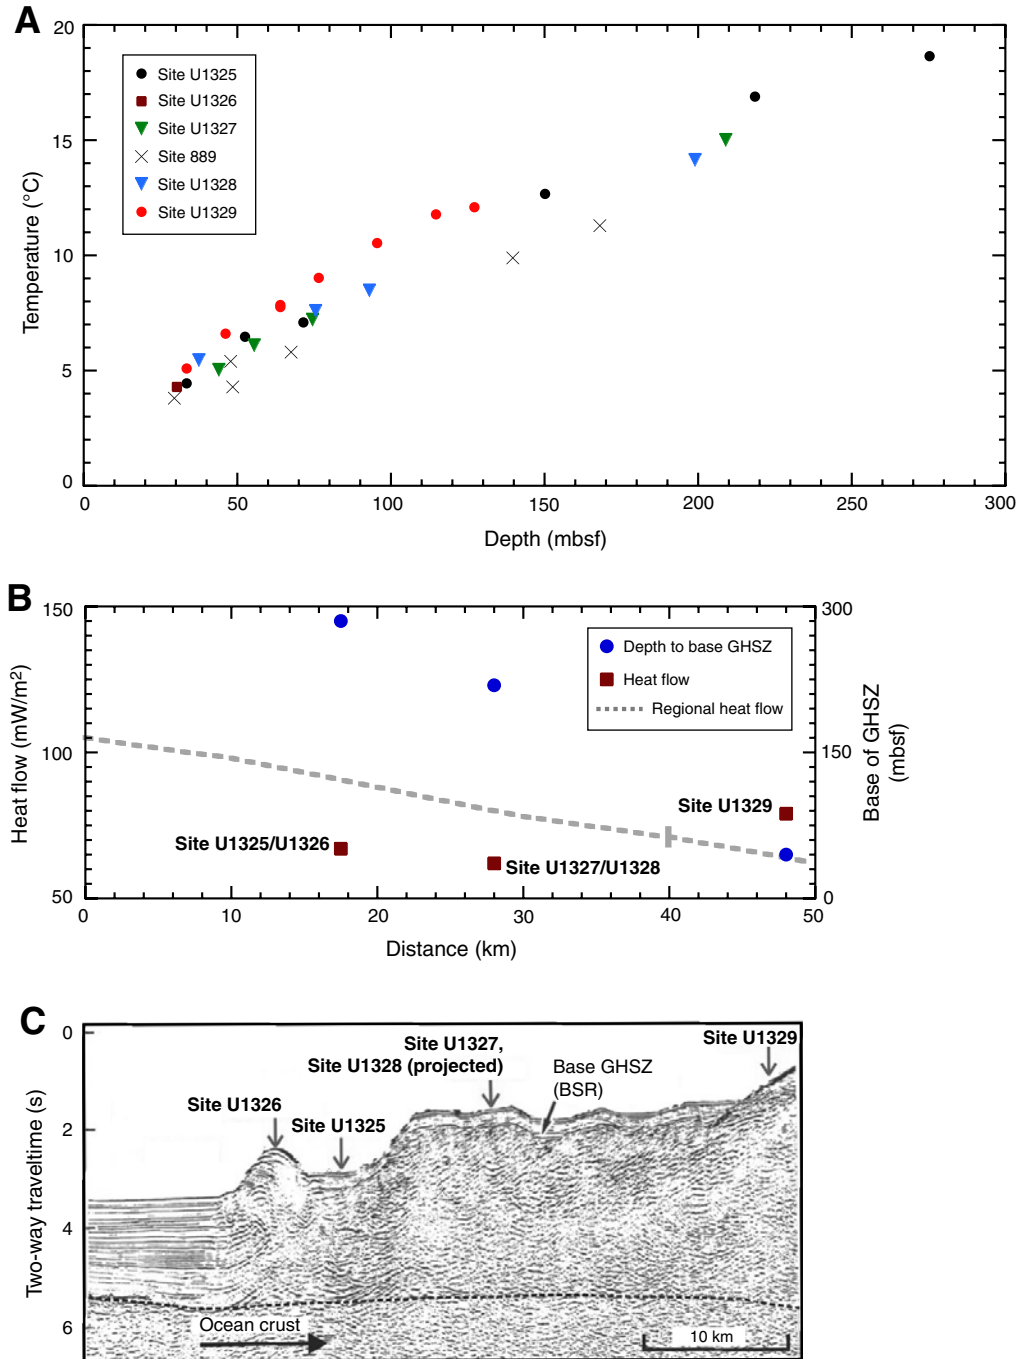 A
20
15
10
5
0
Temperature (°C)
Site U1325
Site U1326
Site U1327
Site 889
Site U1328
Site U1329
0
50
100
150
200
250
300
Depth (mbsf)
B
150
100
50
Heat flow (mW/m²)
300
150
0
Base of GHSZ
(mbsf)
Depth to base GHSZ
Heat flow
Regional heat flow
Site U1329
Site U1325/U1326
Site U1327/U1328
0
10
20
30
40
50
Distance (km)
C
0
2
4
6
Two-way traveltime (s)
Site U1329
Site U1327,
Site U1328 (projected)
Base GHSZ
(BSR)
Site U1326
Site U1325
Ocean crust
10 km